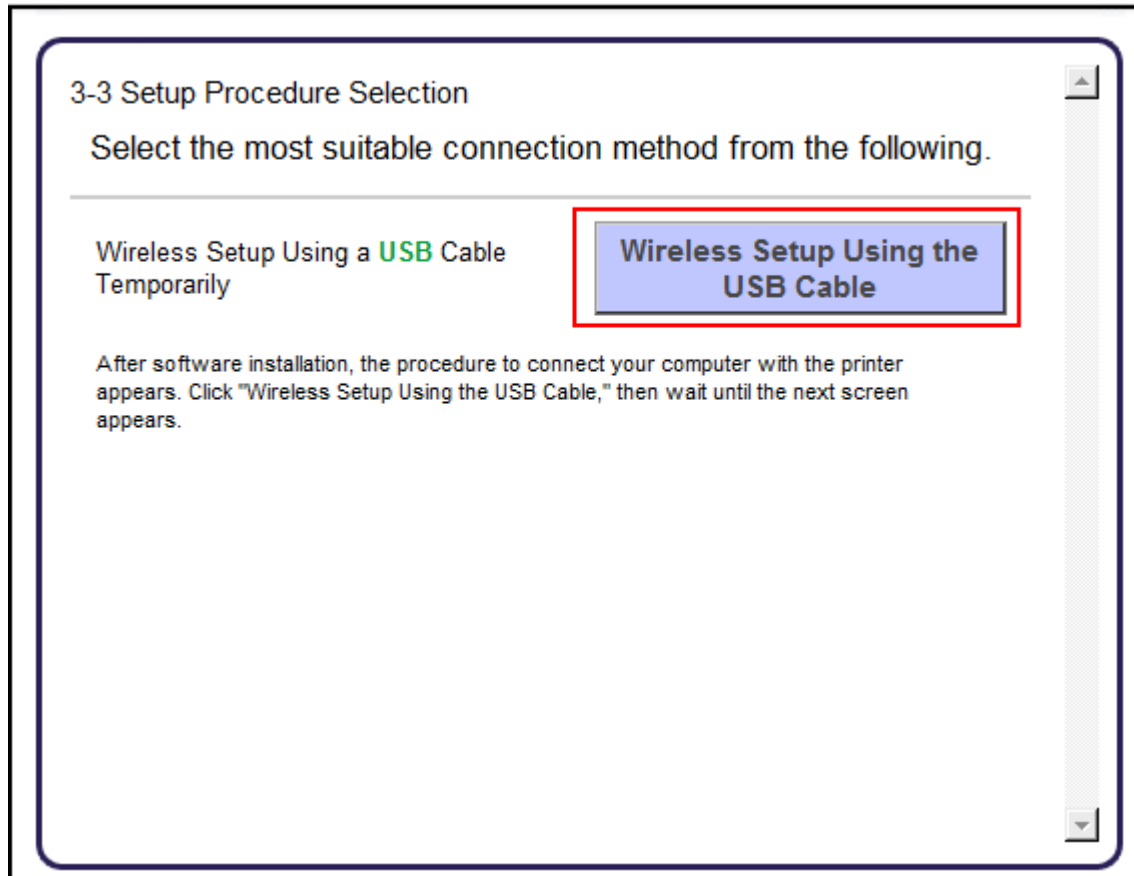 3-3 Setup Procedure Selection
Select the most suitable connection method from the following.
Wireless Setup Using a USB Cable
Temporarily
Wireless Setup Using the
USB Cable
After software installation, the procedure to connect your computer with the printer
appears. Click "Wireless Setup Using the USB Cable," then wait until the next screen
appears.